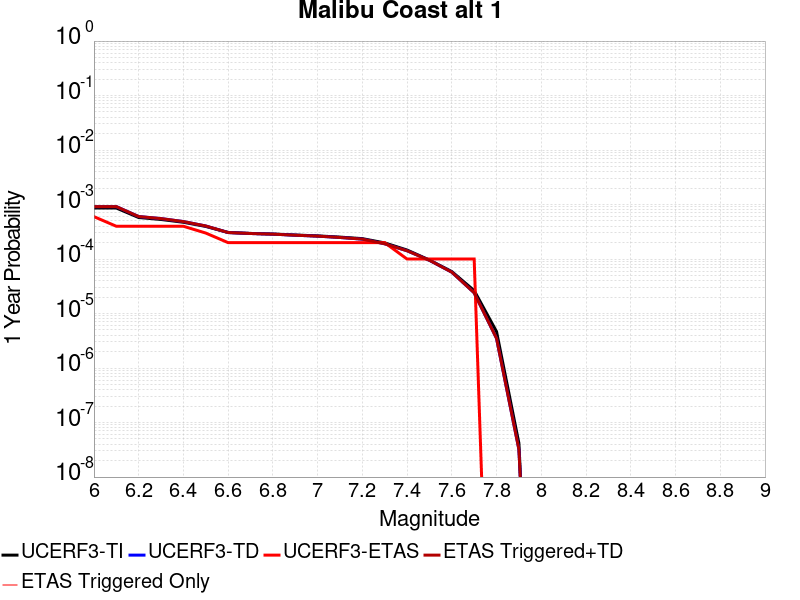 Malibu Coast alt 1
10^0
10^-1
10^-2
10^-3
10^-4
10^-5
10^-6
10^-7
10^-8
1 Year Probability
6 6.2 6.4 6.6 6.8 7 7.2 7.4 7.6 7.8 8 8.2 8.4 8.6 8.8 9
Magnitude
UCERF3-TI UCERF3-TD UCERF3-ETAS ETAS Triggered+TD
ETAS Triggered Only